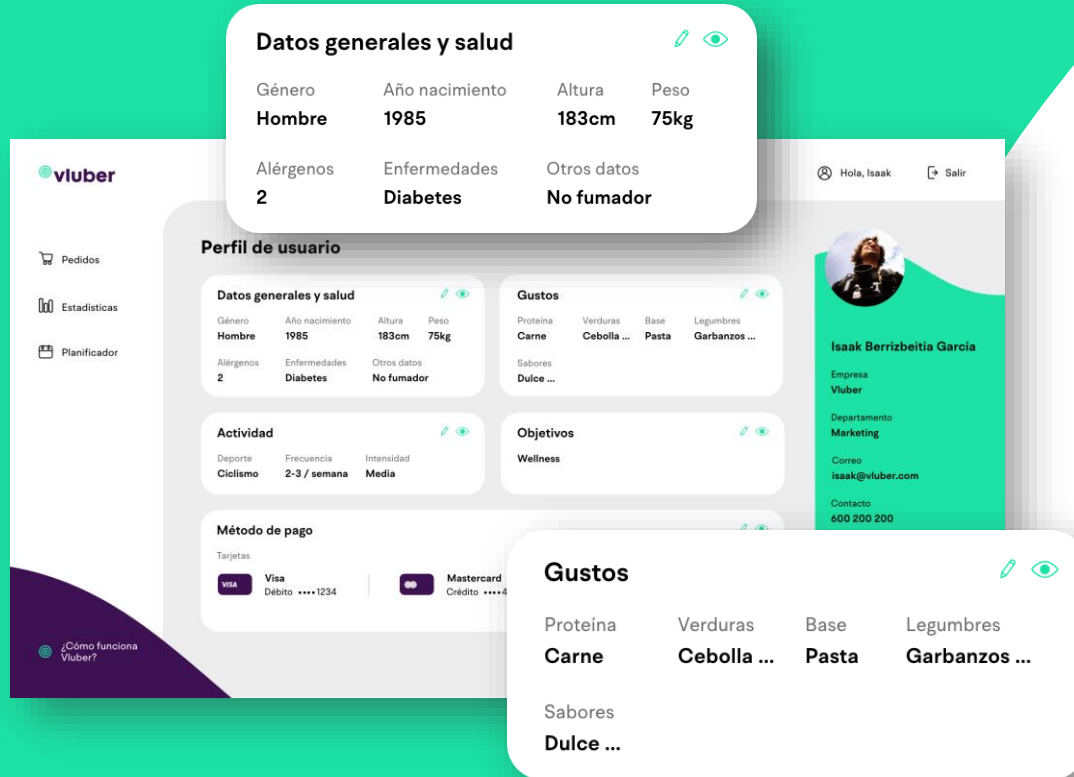 Datos generales y salud
Género Año nacimiento Altura Peso
Hombre 1985 183cm 75kg
Alérgenos Enfermedades Otros datos
2 Diabetes No fumador
vluber
Hola, Isaak Salir
Pedidos
Estadísticas
Planificador
¿Cómo funciona
Vluber?
Perfil de usuario
Datos generales y salud
Género Año nacimiento Altura Peso
Hombre 1985 183cm 75kg
Alérgenos Enfermedades Otros datos
2 Diabetes No fumador
Gustos
Proteína Verduras Base Legumbres
Carne Cebolla ... Pasta Garbanzos ...
Sabores
Dulce ...
Actividad
Deporte Frecuencia Intensidad
Ciclismo 2-3 / semana Media
Objetivos
Wellness
Método de pago
Tarjetas
VISA
Visa
Débito •••• 1234
Mastercard
Crédito •••• 4
Isaak Berrizbeitia García
Empresa
Vluber
Departamento
Marketing
Correo
isaak@vluber.com
Contacto
600 200 200
Gustos
Proteína Verduras Base Legumbres
Carne Cebolla ... Pasta Garbanzos ...
Sabores
Dulce ...